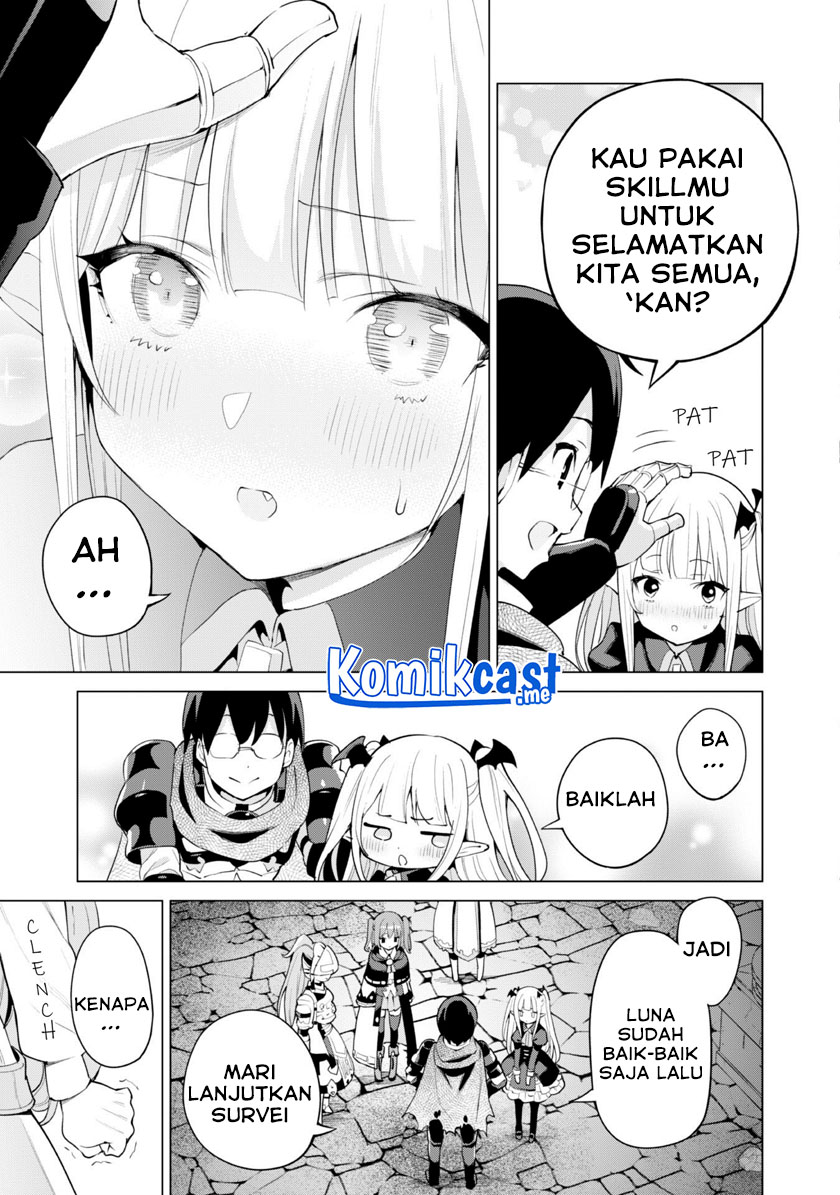 KAU PAKAI
SKILLMU
UNTUK
SELAMATKAN
KITA SEMUA,
'KAN?
PAT
PAT
AH
...
Komikcast
.me
BA
...
BAIKLAH
JADI
LUNA
SUDAH
BAIK-BAIK
SAJA LALU
MARI
LANJUTKAN
SURVEI
KENAPA
...
CLENCH